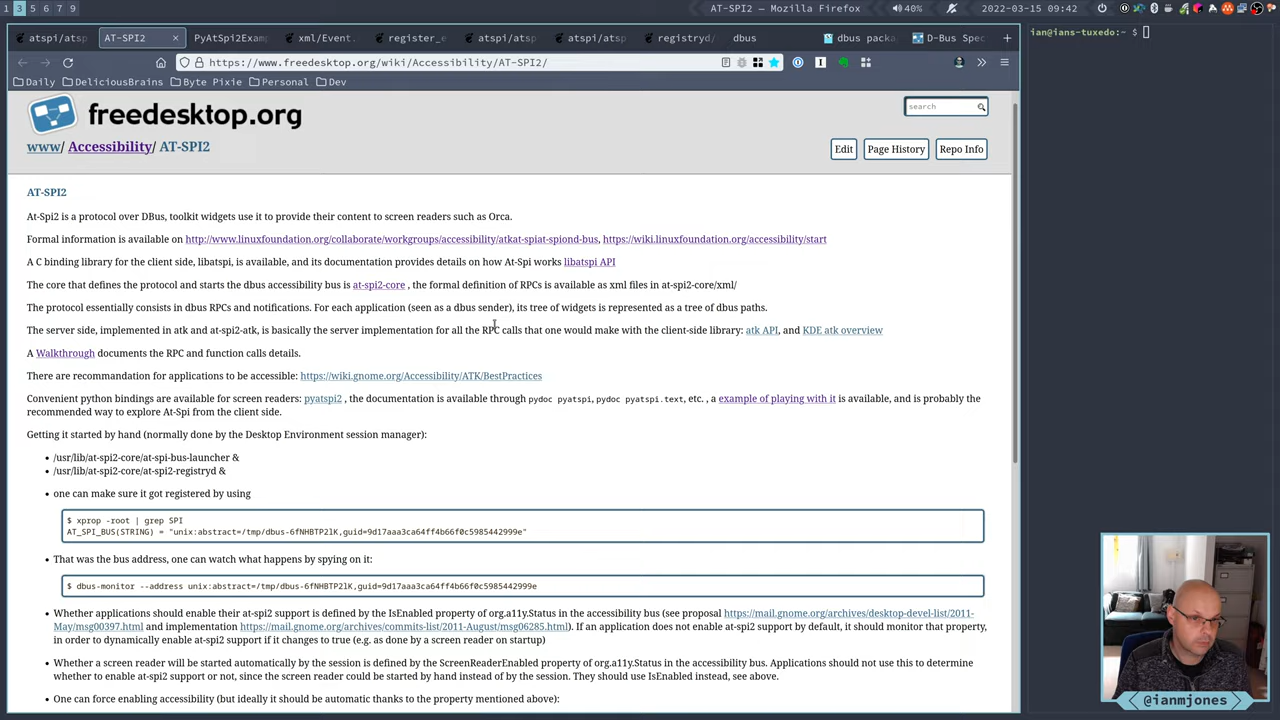 1 3 5 6 7 9
AT-SPI2 — Mozilla Firefox
40%
2022-03-15 09:42
atspi/atsp
AT-SPI2
PyAtSpi2Exam
xml/Event.
register_e
atspi/atsp
atspi/atsp
registryd/
dbus
dbus pack
D-Bus Spec
https://www.freedesktop.org/wiki/Accessibility/AT-SPI2/
Daily DeliciousBrains Byte Pixie Personal Dev
ian@ians-tuxedo:~ $
freedesktop.org
search
www/ Accessibility/ AT-SPI2
Edit
Page History
Repo Info
AT-SPI2
At-Spi2 is a protocol over DBus, toolkit widgets use it to provide their content to screen readers such as Orca.
Formal information is available on http://www.linuxfoundation.org/collaborate/workgroups/accessibility/atkat-spiat-spiond-bus, https://wiki.linuxfoundation.org/accessibility/start
A C binding library for the client side, libatspi, is available, and its documentation provides details on how At-Spi works libatspi API
The core that defines the protocol and starts the dbus accessibility bus is at-spi2-core , the formal definition of RPCs is available as xml files in at-spi2-core/xml/
The protocol essentially consists in dbus RPCs and notifications. For each application (seen as a dbus sender), its tree of widgets is represented as a tree of dbus paths.
The server side, implemented in atk and at-spi2-atk, is basically the server implementation for all the RPC calls that one would make with the client-side library: atk API, and KDE atk overview
A Walkthrough documents the RPC and function calls details.
There are recommandation for applications to be accessible: https://wiki.gnome.org/Accessibility/ATK/BestPractices
Convenient python bindings are available for screen readers: pyatspi2 , the documentation is available through pydoc pyatspi, pydoc pyatspi.text, etc. , a example of playing with it is available, and is probably the
recommended way to explore At-Spi from the client side.
Getting it started by hand (normally done by the Desktop Environment session manager):
• /usr/lib/at-spi2-core/at-spi-bus-launcher &
• /usr/lib/at-spi2-core/at-spi2-registryd &
• one can make sure it got registered by using
$ xprop -root | grep SPI
AT_SPI_BUS(STRING) = "unix:abstract=/tmp/dbus-6fNHBTP2lK,guid=9d17aaa3ca64ff4b66f0c5985442999e"
• That was the bus address, one can watch what happens by spying on it:
$ dbus-monitor --address unix:abstract=/tmp/dbus-6fNHBTP2lK,guid=9d17aaa3ca64ff4b66f0c5985442999e
• Whether applications should enable their at-spi2 support is defined by the IsEnabled property of org.a11y.Status in the accessibility bus (see proposal https://mail.gnome.org/archives/desktop-devel-list/2011-
May/msg00397.html and implementation https://mail.gnome.org/archives/commits-list/2011-August/msg06285.html). If an application does not enable at-spi2 support by default, it should monitor that property,
in order to dynamically enable at-spi2 support if it changes to true (e.g. as done by a screen reader on startup)
• Whether a screen reader will be started automatically by the session is defined by the ScreenReaderEnabled property of org.a11y.Status in the accessibility bus. Applications should not use this to determine
whether to enable at-spi2 support or not, since the screen reader could be started by hand instead of by the session. They should use IsEnabled instead, see above.
• One can force enabling accessibility (but ideally it should be automatic thanks to the property mentioned above):
@ianmjones